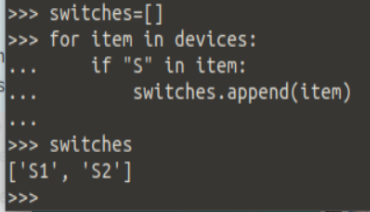 >>> switches=[]
>>> for item in devices:
...     if "S" in item:
...         switches.append(item)
...
>>> switches
['S1', 'S2']
>>>